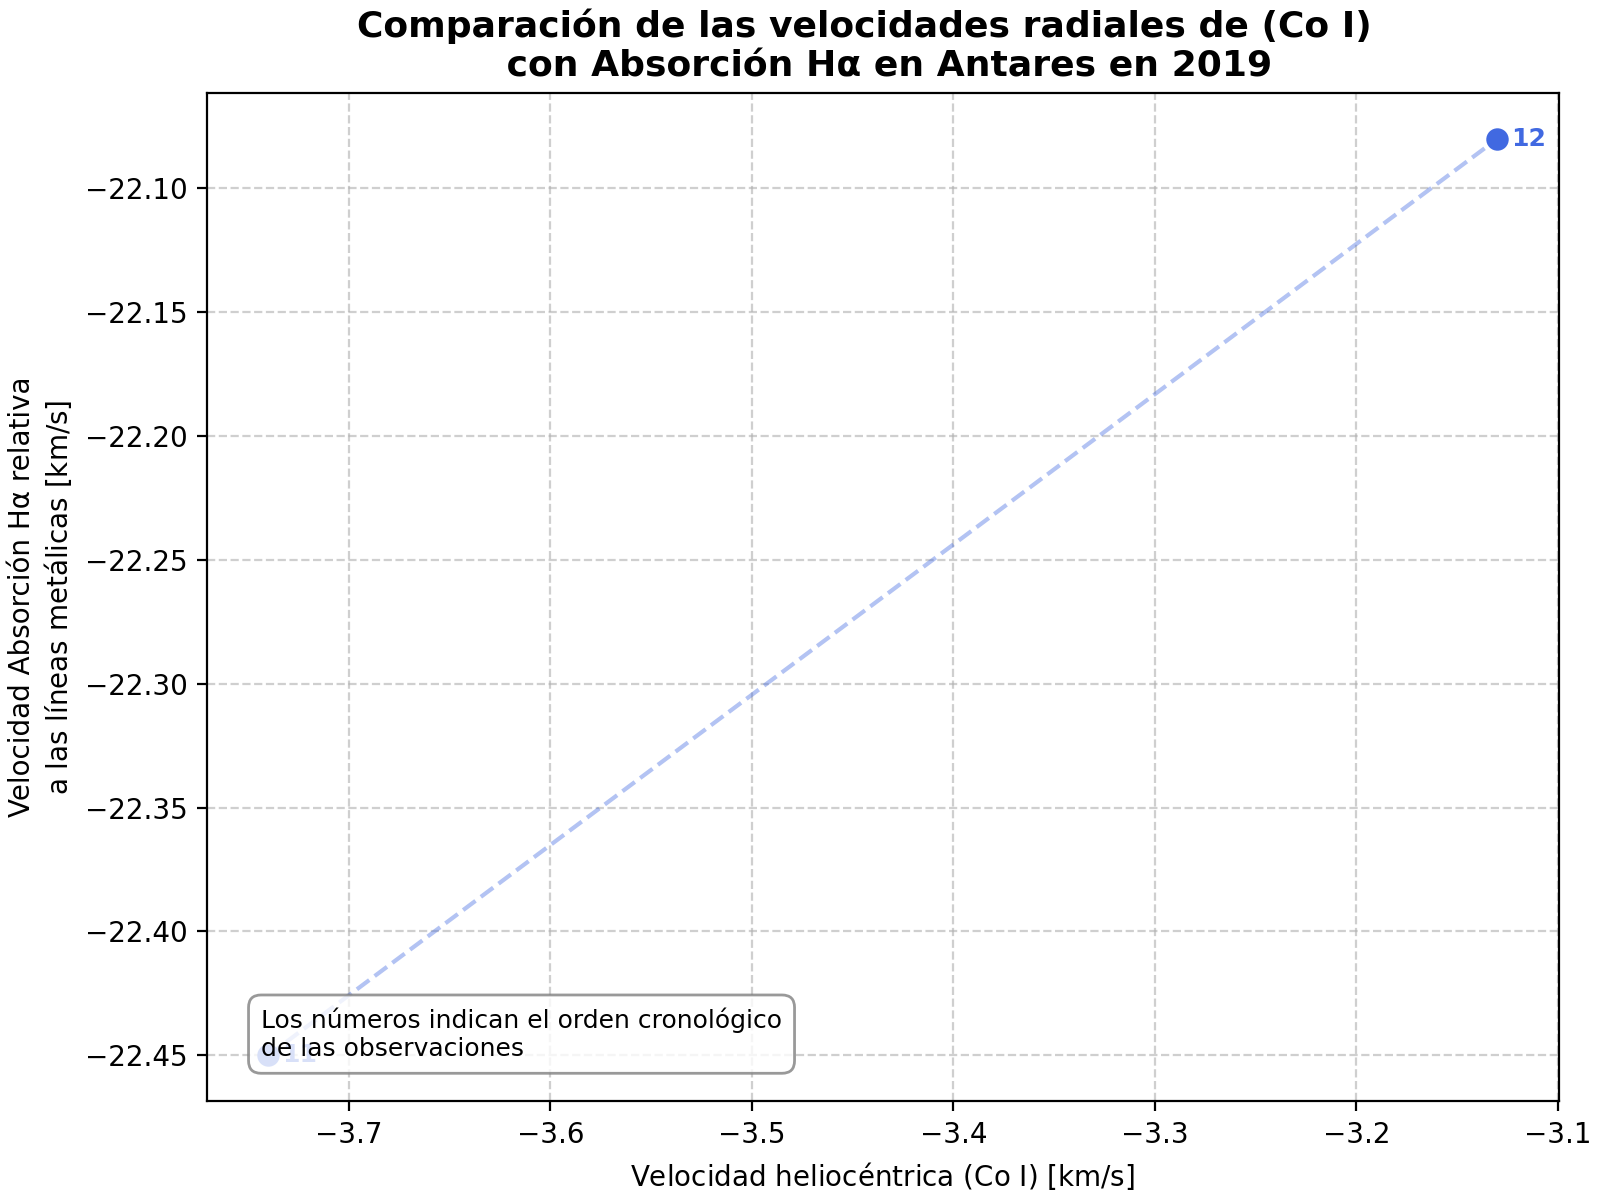 Comparación de las velocidades radiales de (Co I)
con Absorción Hα en Antares en 2019
Velocidad Absorción Hα relativa
a las líneas metálicas [km/s]
−22.10
−22.15
−22.20
−22.25
−22.30
−22.35
−22.40
−22.45
12
11
Los números indican el orden cronológico
de las observaciones
−3.7
−3.6
−3.5
−3.4
−3.3
−3.2
−3.1
Velocidad heliocéntrica (Co I) [km/s]